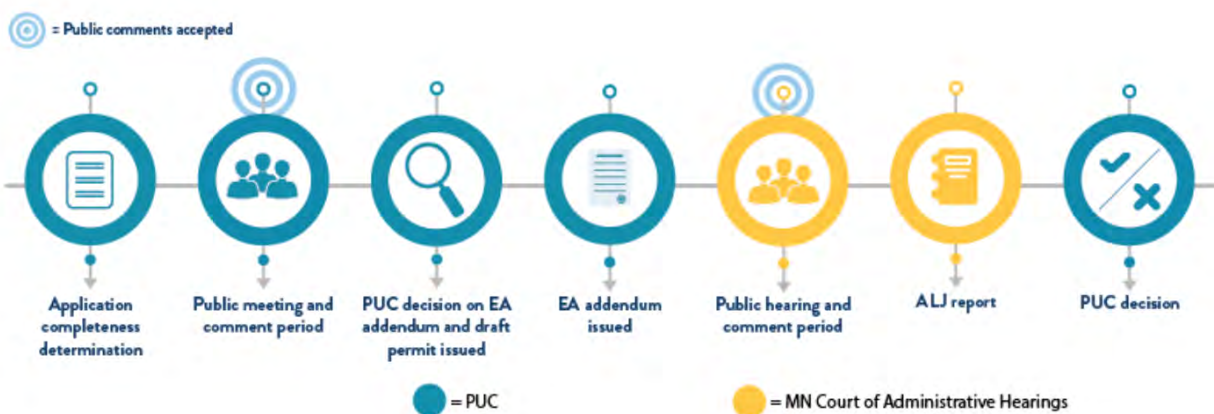 = Public comments accepted
Application
completeness
determination
Public meeting and
comment period
PUC decision on EA
addendum and draft
permit issued
EA addendum
issued
Public hearing and
comment period
ALJ report
PUC decision
= PUC
= MN Court of Administrative Hearings